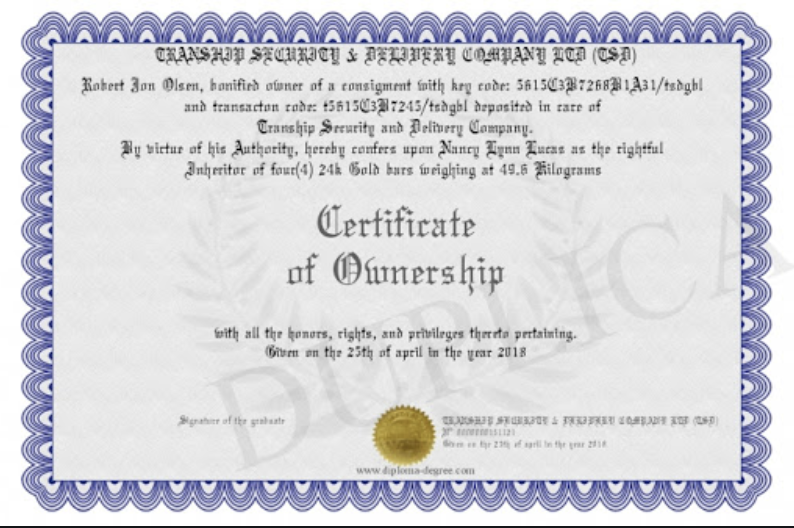 TRANSHIP SECURITY & DELIVERY COMPANY LTD (TSD)
Robert Jon Olsen, bonified owner of a consigment with key code: 5615C3B7268B1A31/tsdgbl
and transacton code: t5615C3B7245/tsdgbl deposited in care of
Tranship Security and Delivery Company.
By virtue of his Authority, hereby confers upon Nancy Lynn Lucas as the rightful
Inheritor of four(4) 24k Gold bars weighing at 49.6 Kilograms
Certificate
of Ownership
with all the honors, rights, and privileges thereto pertaining.
Given on the 25th of april in the year 2018
DUPLICA
Signature of the graduate
TRANSHIP SECURITY & DELIVERY COMPANY LTD (TSD)
Given on the 25th of april in the year 2018
www.diploma-degree.com